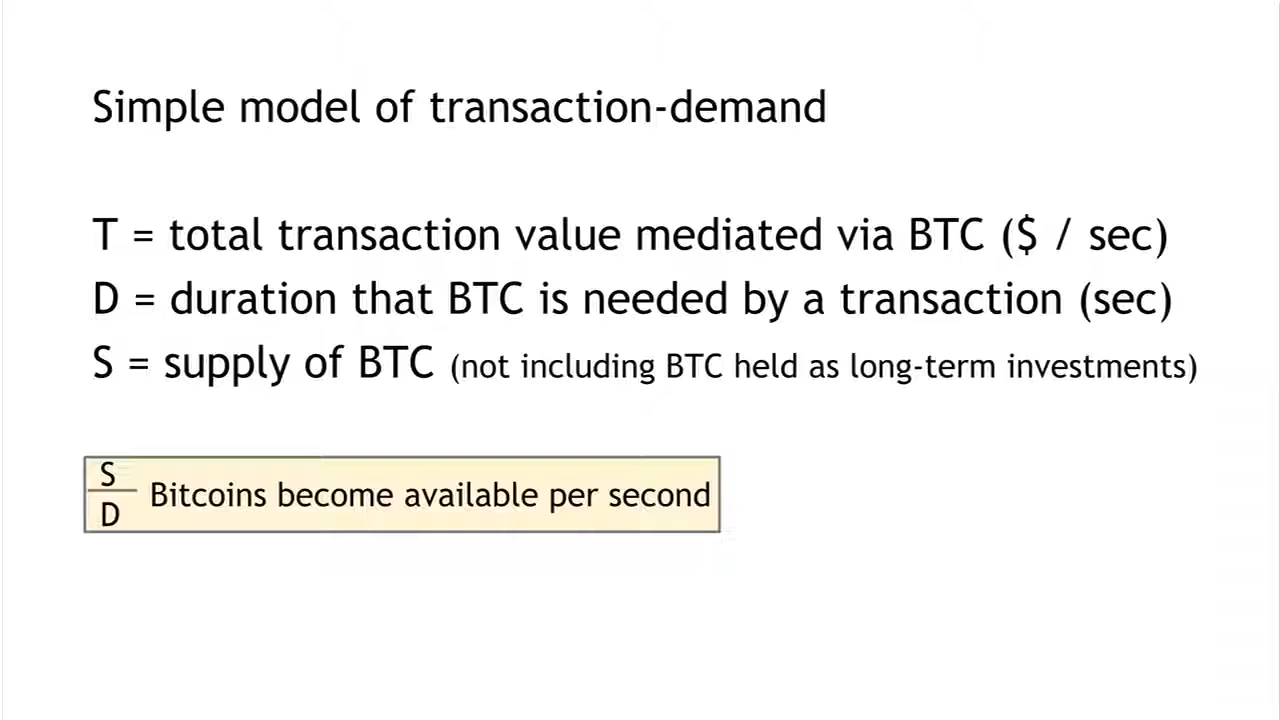 Simple model of transaction-demand
T = total transaction value mediated via BTC ($ / sec)
D = duration that BTC is needed by a transaction (sec)
S = supply of BTC (not including BTC held as long-term investments)
S
D
Bitcoins become available per second